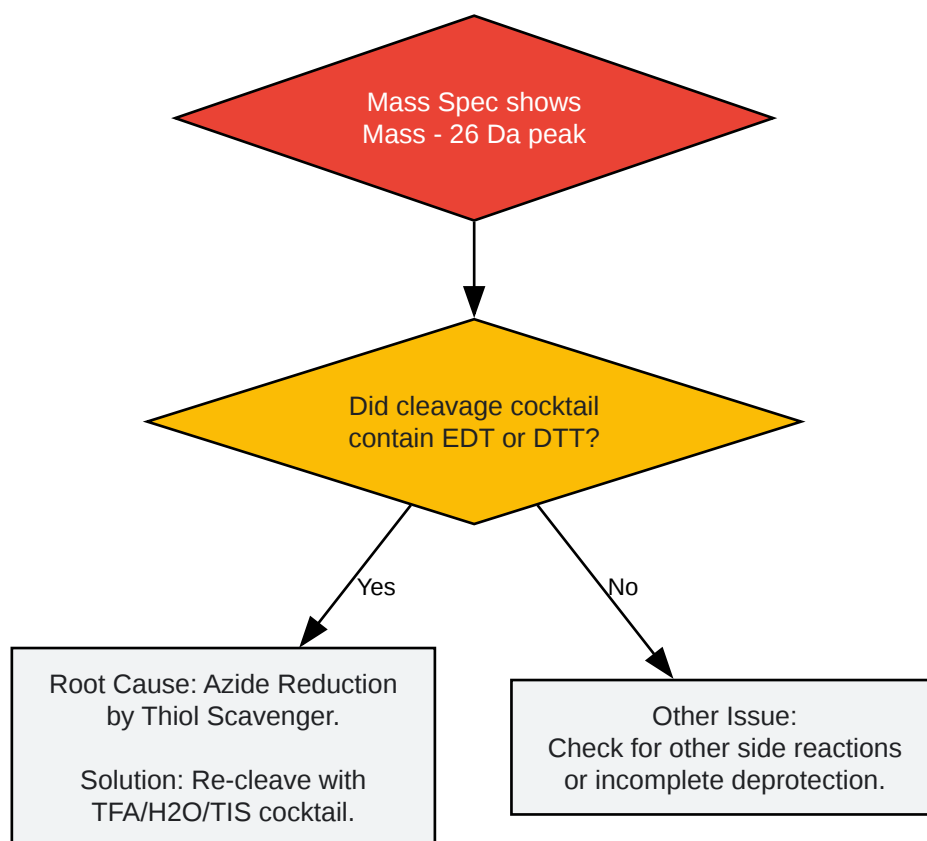 Mass Spec shows
Mass - 26 Da peak
Did cleavage cocktail
contain EDT or DTT?
Yes
No
Root Cause: Azide Reduction
by Thiol Scavenger.
Solution: Re-cleave with
TFA/H2O/TIS cocktail.
Other Issue:
Check for other side reactions
or incomplete deprotection.